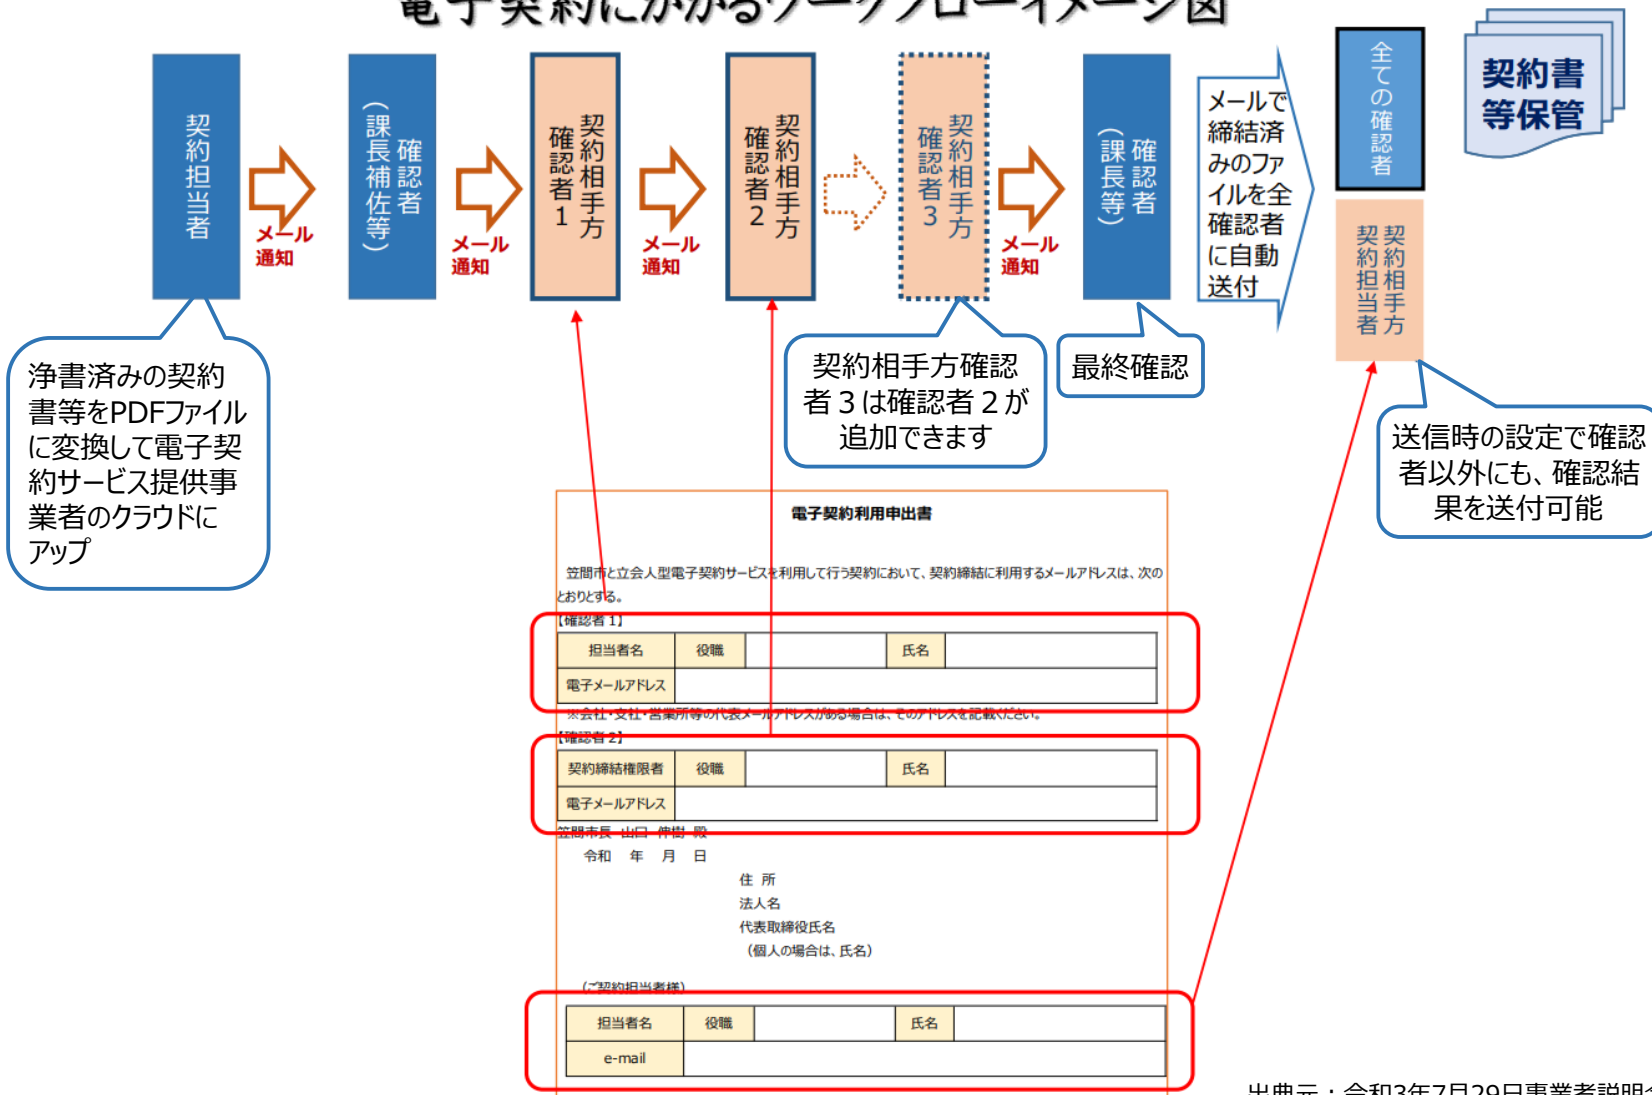 電子契約にかかるワークフローイメージ図
契約担当者
メール
通知
確認者
(課長補佐等)
メール
通知
契約相手方
確認者1
メール
通知
契約相手方
確認者2
契約相手方
確認者3
メール
通知
確認者
(課長等)
メールで
締結済
みのファ
イルを全
確認者
に自動
送付
全ての確認者
契約相手方
契約担当者
契約書
等保管
浄書済みの契約
書等をPDFファイル
に変換して電子契
約サービス提供事
業者のクラウドに
アップ
契約相手方確認
者3は確認者2が
追加できます
最終確認
送信時の設定で確認
者以外にも、確認結
果を送付可能
電子契約利用申出書
笠間市と立会人型電子契約サービスを利用して行う契約において、契約締結に利用するメールアドレスは、次の
とおりとする。
【確認者1】
担当者名 役職 氏名
電子メールアドレス
※会社・支社・営業所等の代表メールアドレスがある場合は、そのアドレスを記載ください。
【確認者2】
契約締結権限者 役職 氏名
電子メールアドレス
笠間市長 山口 伸樹 殿
令和 年 月 日
住 所
法人名
代表取締役氏名
(個人の場合は、氏名)
(ご契約担当者様)
担当者名 役職 氏名
e-mail
出典元:令和3年7月29日事業者説明会